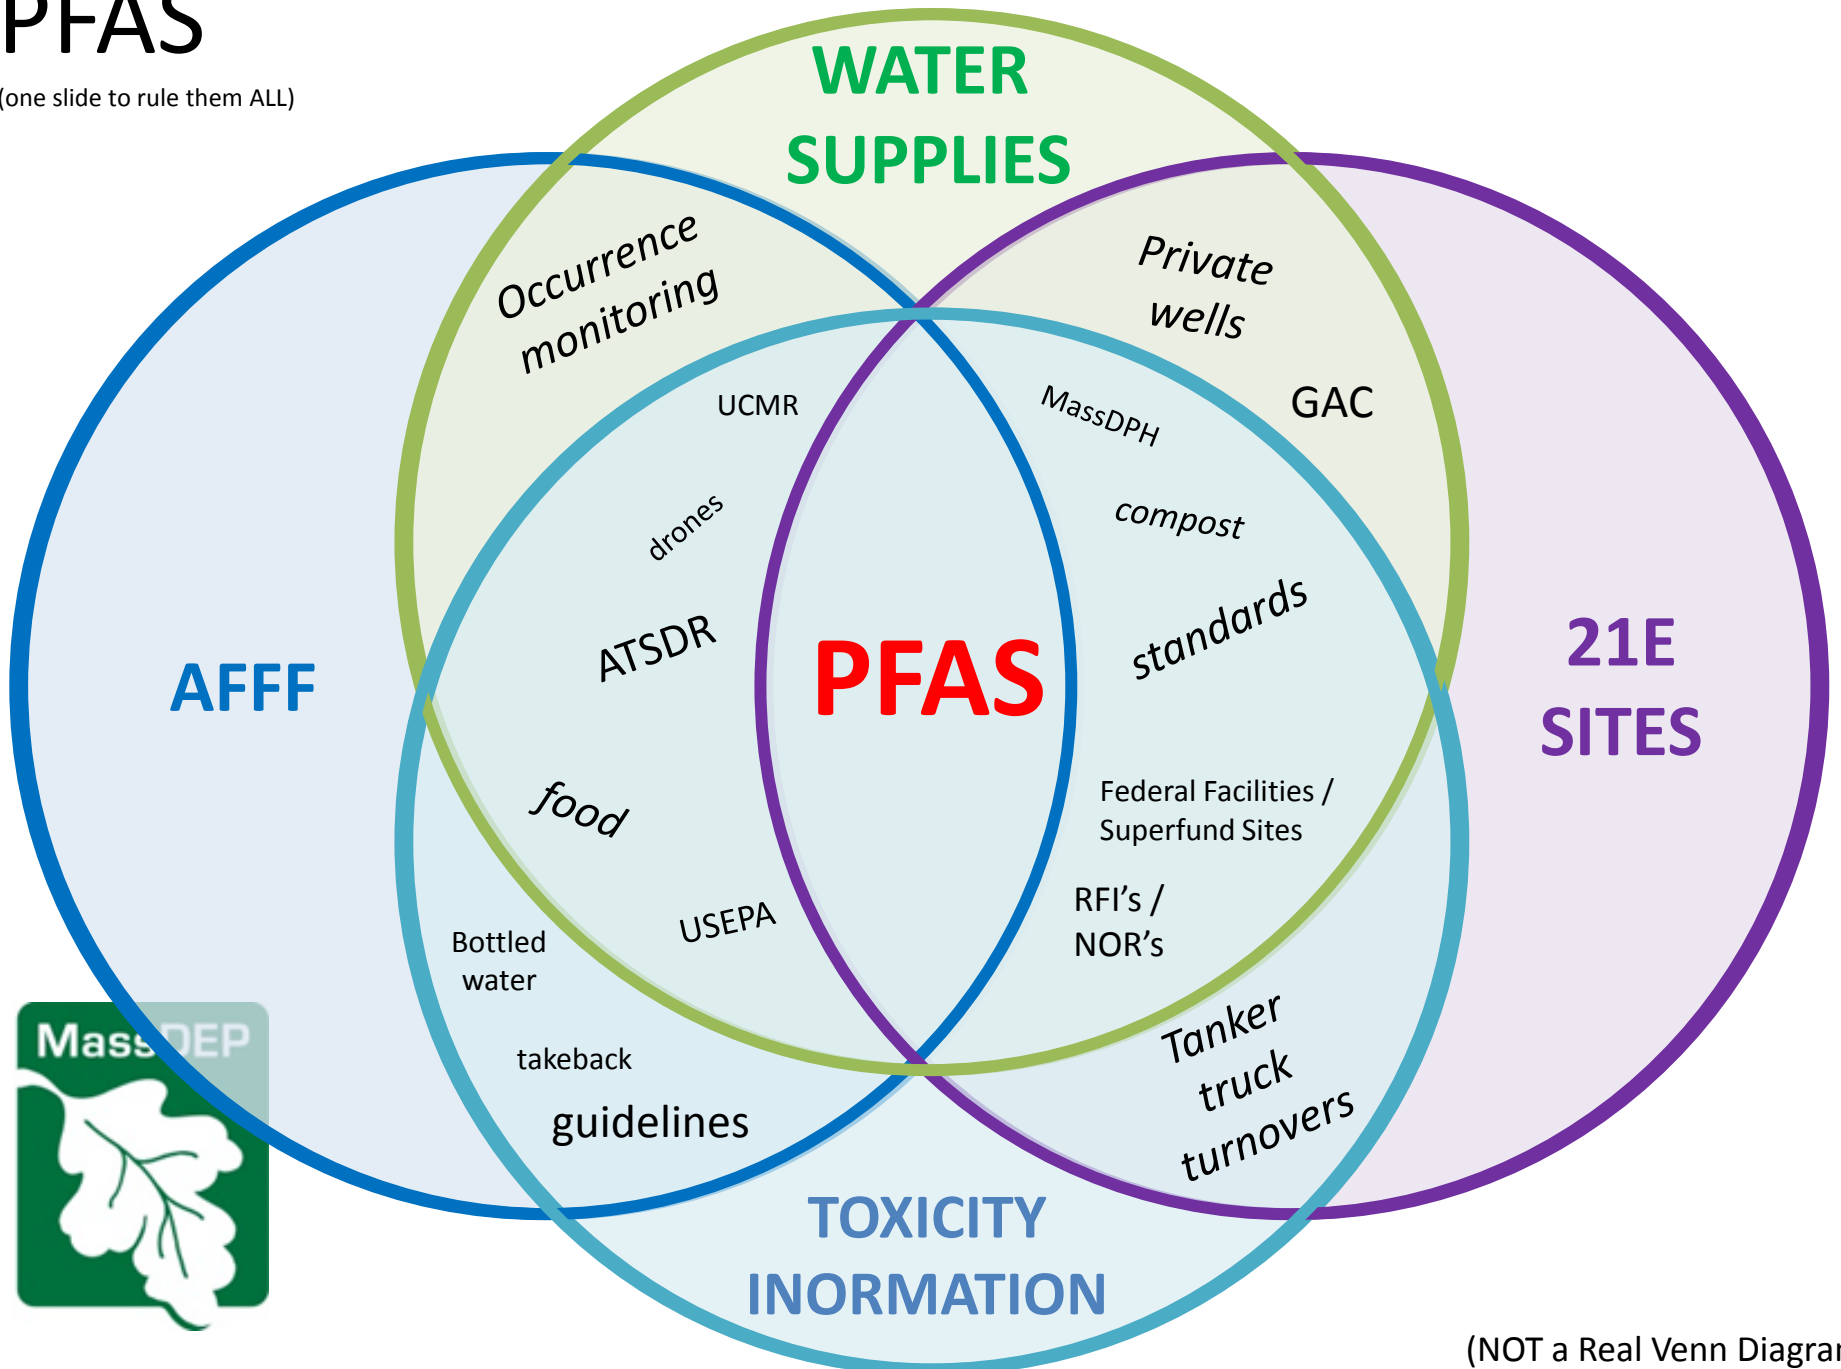 PFAS
(one slide to rule them ALL)
WATER
SUPPLIES
Occurrence
monitoring
Private
wells
GAC
UCMR
MassDPH
drones
compost
ATSDR
standards
AFFF
PFAS
21E
SITES
food
Federal Facilities /
Superfund Sites
USEPA
RFI's /
NOR's
Bottled
water
takeback
guidelines
Tanker
truck
turnovers
MassDEP
TOXICITY
INORMATION
(NOT a Real Venn Diagram